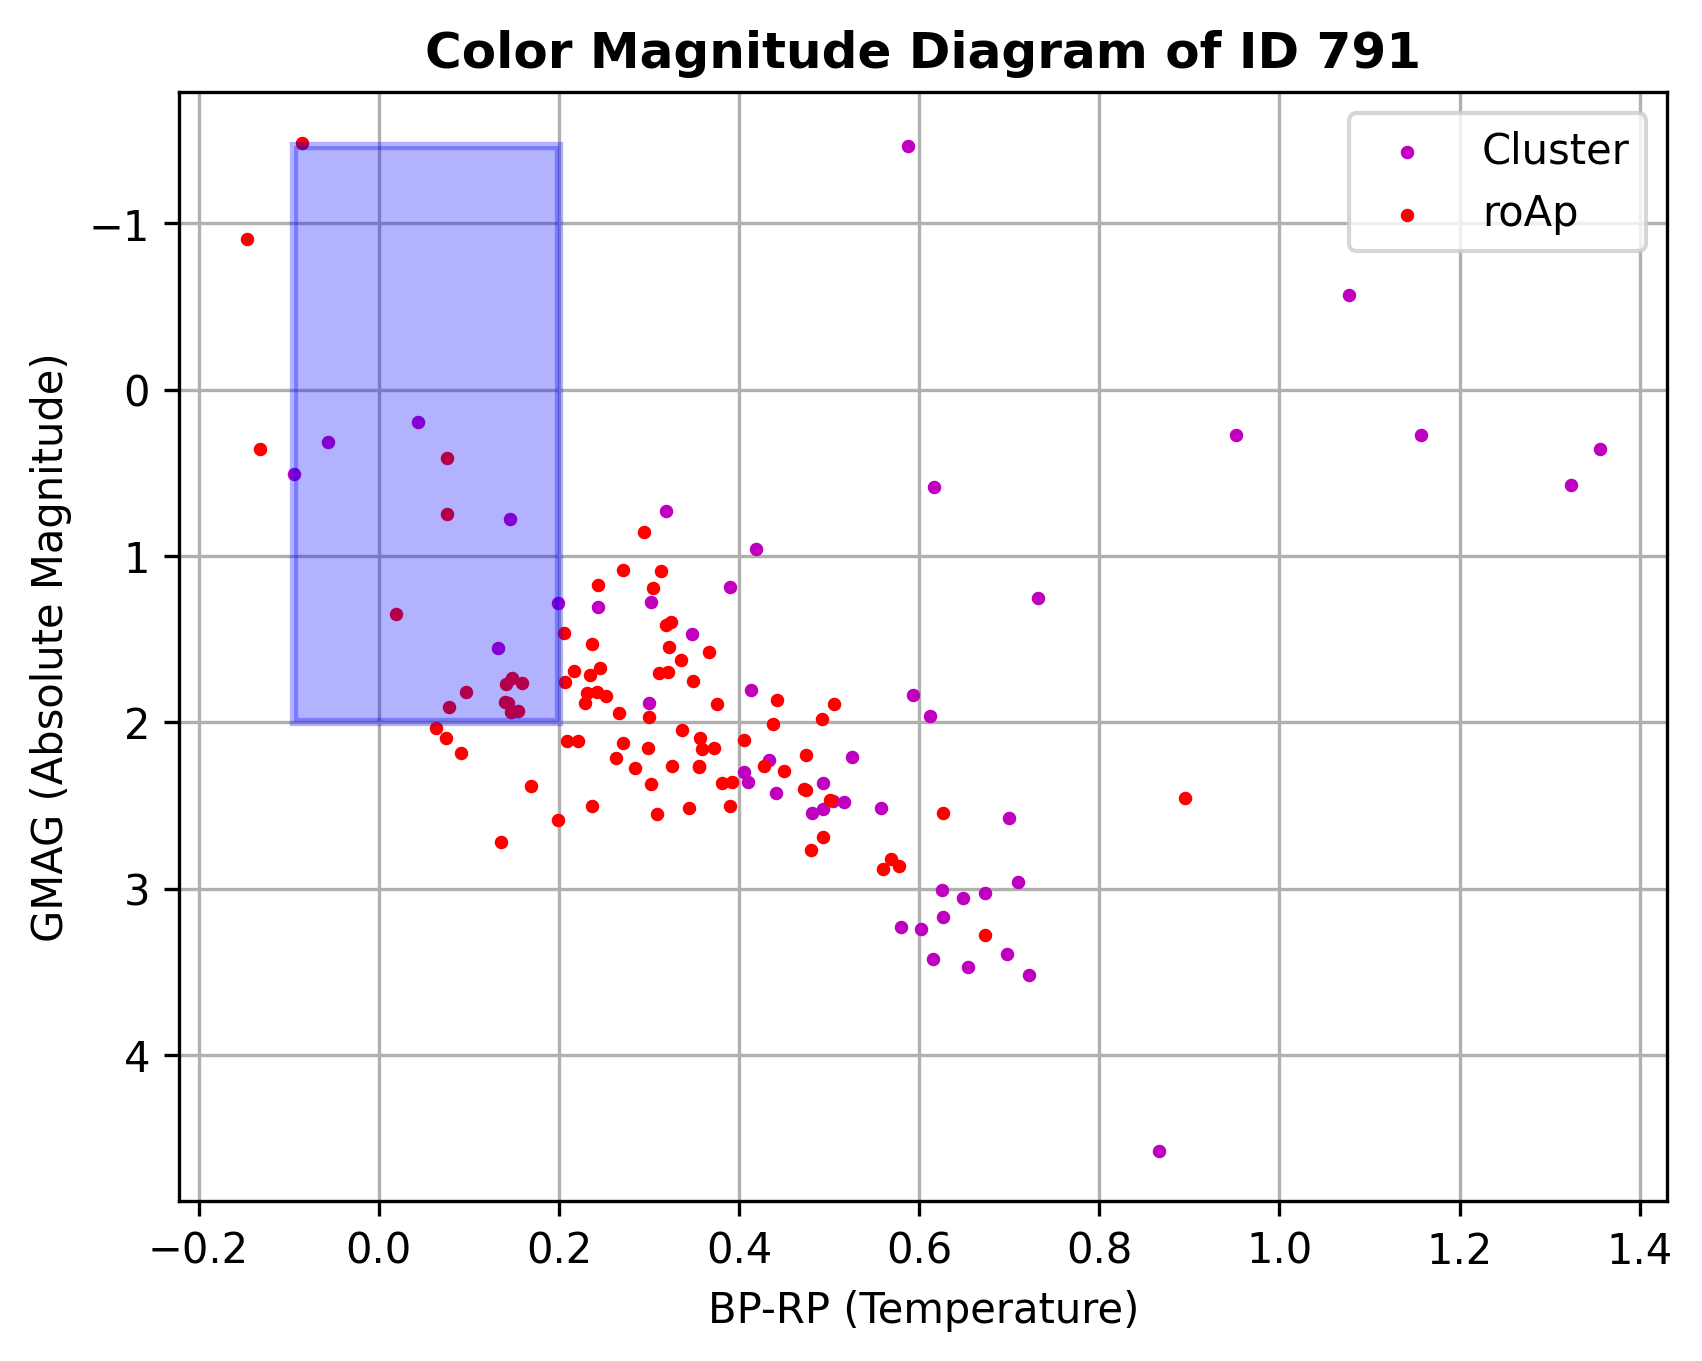 Color Magnitude Diagram of ID 791
Cluster
roAp
−1
0
1
2
3
4
GMAG (Absolute Magnitude)
−0.2 0.0 0.2 0.4 0.6 0.8 1.0 1.2 1.4
BP-RP (Temperature)